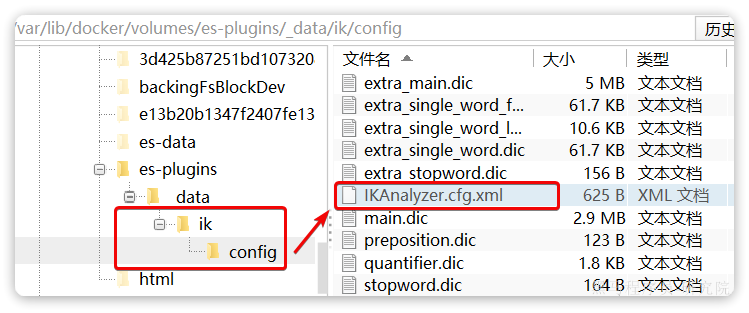 /var/lib/docker/volumes/es-plugins/_data/ik/config
历史
3d425b87251bd107320a
backingFsBlockDev
e13b20b1347f2407fe13
es-data
es-plugins
_data
ik
config
html
文件名 大小 类型
extra_main.dic 5 MB 文本文档
extra_single_word_f... 61.7 KB 文本文档
extra_single_word_l... 10.6 KB 文本文档
extra_single_word.dic 61.7 KB 文本文档
extra_stopword.dic 156 B 文本文档
IKAnalyzer.cfg.xml 625 B XML 文档
main.dic 2.9 MB 文本文档
preposition.dic 123 B 文本文档
quantifier.dic 1.8 KB 文本文档
stopword.dic 164 B 文本文档